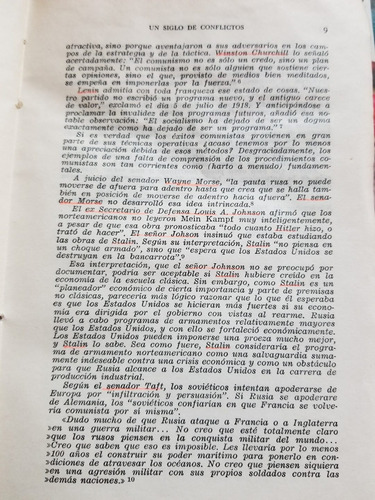 UN SIGLO DE CONFLICTOS 9
atractiva, sino porque aventajaron a sus adversarios en los cam-
pos de la estrategia y de la táctica. Winston Churchill lo señaló
acertadamente: "El comunismo no es sólo un credo, sino un plan
de campaña. Un comunista no es sólo alguien que sostiene cier-
tas opiniones, sino el que, provisto de medios bien meditados,
se empeña en imponerlas por la fuerza." 6
Lenin admitía con toda franqueza ese estado de cosas. "Nues-
tro partido no escribió un programa nuevo, y el antiguo carece
de valor," exclamó el día 5 de julio de 1918. Y anticipándose a
proclamar la invalidez de los programas futuros, añadió esa no-
table observación: "El socialismo ha dejado de ser un dogma
exactamente como ha dejado de ser un programa." 7
Si es verdad que los éxitos comunistas provienen en gran
parte de sus técnicas operativas ¿acaso tenemos por lo menos
una apreciación debida de esos métodos? Desgraciadamente, los
ejemplos de una falta de comprensión de los procedimientos co-
munistas son tan corrientes como (harto a menudo) fundamen-
tales.
A juicio del senador Wayne Morse, "la pauta rusa no puede
moverse de afuera para adentro hasta que crea que se halla tam-
bién en posición de moverse de adentro hacia afuera". El sena-
dor Morse no desarrolló esa idea intrincada. 8
El ex Secretario de Defensa Louis A. Johnson afirmó que los
norteamericanos no leyeron Mein Kampf muy inteligentemente,
a pesar de que esa obra pronosticaba "todo cuanto Hitler hizo, o
trató de hacer". El señor Johson insinuó que estaba estudiando
las obras de Stalin. Según su interpretación, Stalin "no piensa en
un choque armado", sino que "espera que los Estados Unidos se
destruyan en la bancarrota". 9
Esa interpretación, que el señor Johnson no se preocupó por
documentar, podría ser aceptable si Stalin hubiere creído en la
economía de la escuela clásica. Sin embargo, como Stalin es un
"planeador" económico de cierta importancia y parte de premisas
no clásicas, parecería más lógico razonar que lo que él esperaba
es que los Estados Unidos se hicieran más fuertes si su econo-
mía era dirigida por el gobierno con vistas al rearme. Rusia
llevó a cabo programas de armamentos relativamente mayores
que los Estados Unidos, y con ello se fortaleció económicamente.
Los Estados Unidos pueden imponerse una proeza mucho mejor,
y Stalin lo sabe. Sea como fuere, Stalin consideraría el programa
de armamento norteamericano como una salvaguardia suma-
mente indeseable contra una crisis económica y como un obstáculo
para que Rusia alcance a los Estados Unidos en la carrera de
producción industrial.
Según el senador Taft, los soviéticos intentan apoderarse de
Europa por "infiltración y persuasión". Si Rusia se apoderare
de Alemania, los "soviéticos confiarían en que Francia se volve-
ría comunista por sí misma".
«Dudo mucho de que Rusia ataque a Francia o a Inglaterra
»en una guerra militar... No creo que esté totalmente claro
»que los rusos piensen en la conquista militar del mundo...
»Creo que saben que eso es imposible. Les llevaría por lo menos
»100 años el construir su poder marítimo para ponerlo en con-
»diciones de atravesar los océanos. No creo que piensen siquiera
»en una agresión militar con sus propios soldados contra las
»demás naciones.» 10